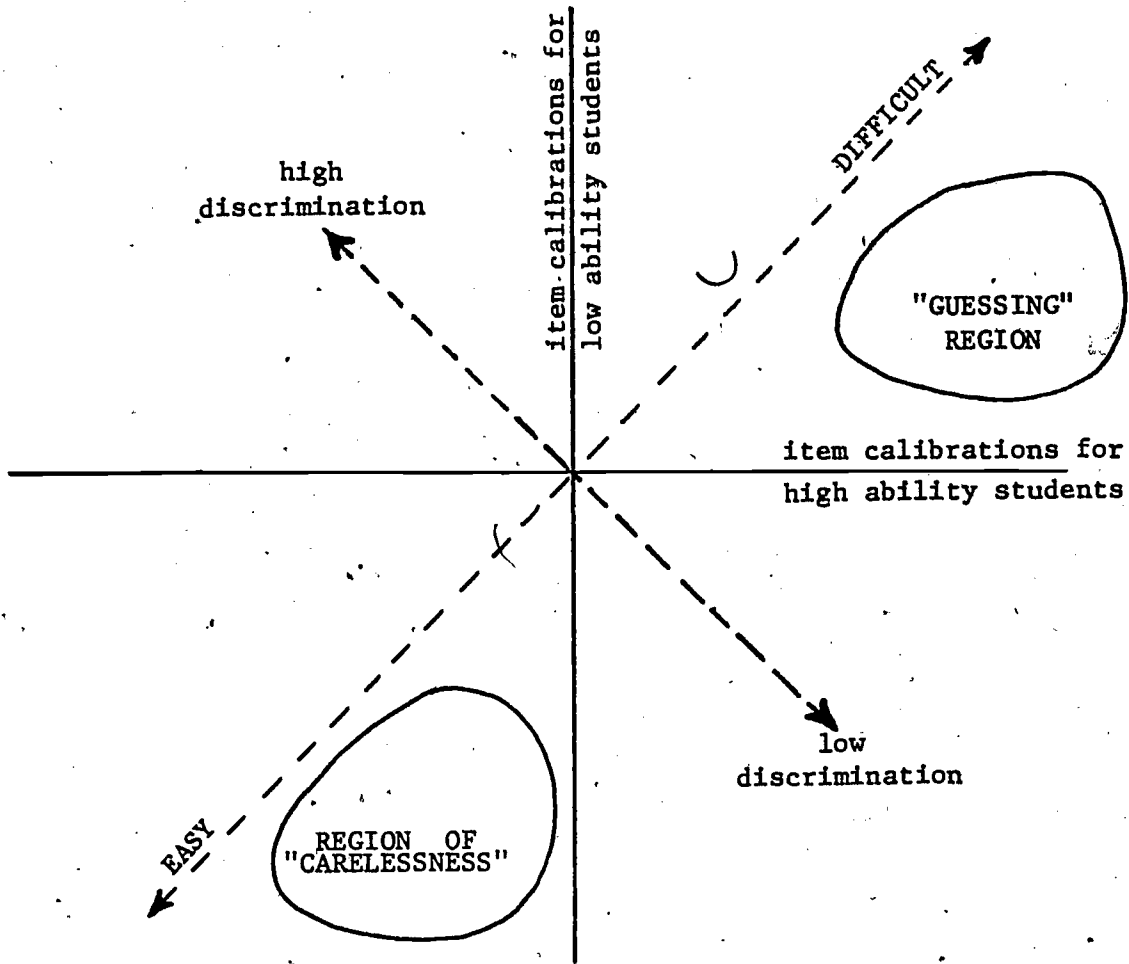 item calibrations for
low ability students
DIFFICULT
high
discrimination
"GUESSING"
REGION
item calibrations for
high ability students
low
discrimination
EASY
REGION OF
"CARELESSNESS"